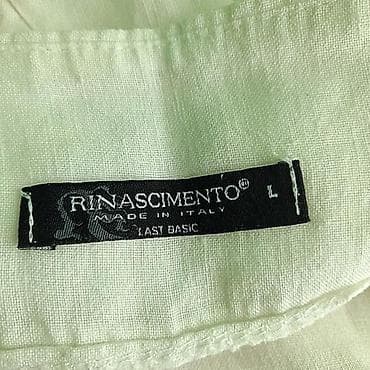 RINASCIMENTO® L
MADE IN ITALY
LAST BASIC